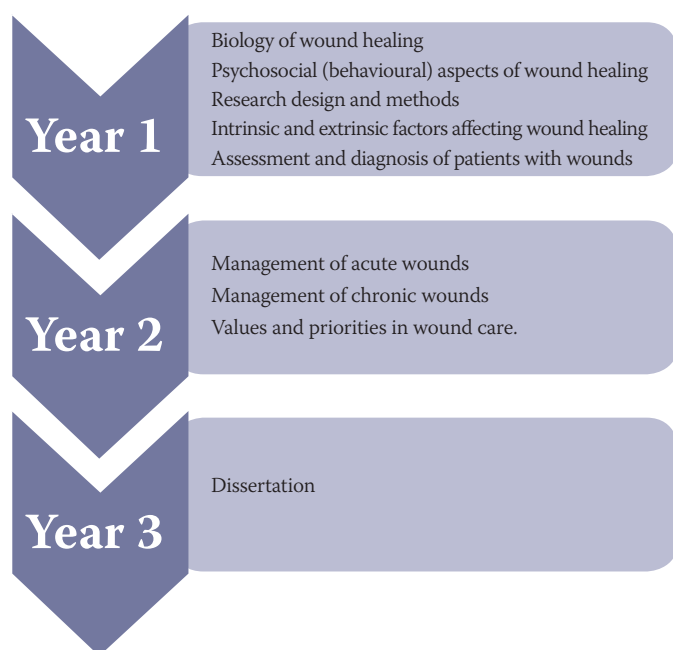 Year 1
Biology of wound healing
Psychosocial (behavioural) aspects of wound healing
Research design and methods
Intrinsic and extrinsic factors affecting wound healing
Assessment and diagnosis of patients with wounds
Year 2
Management of acute wounds
Management of chronic wounds
Values and priorities in wound care.
Year 3
Dissertation